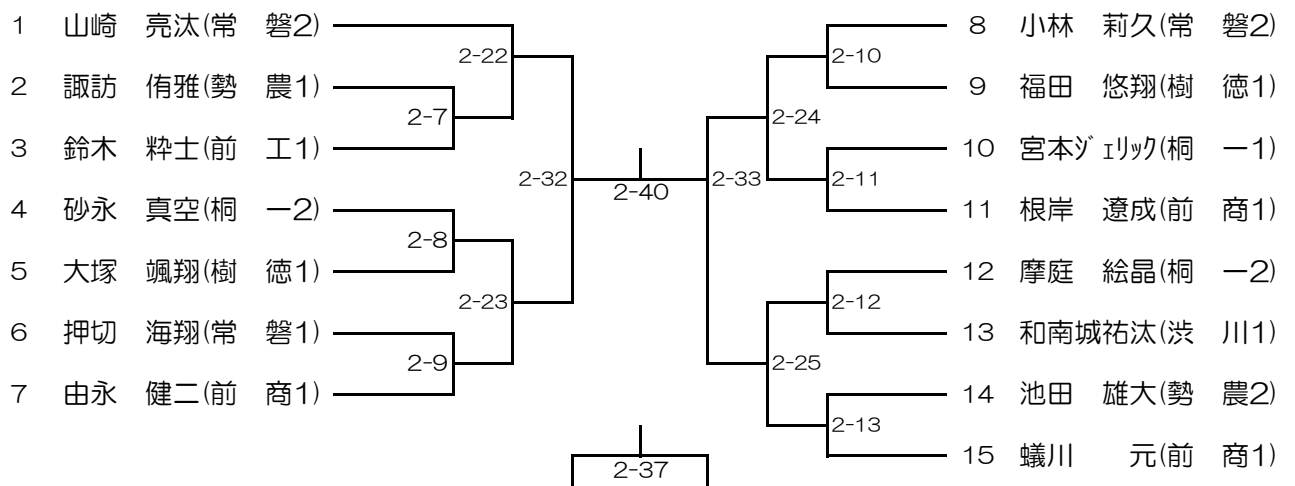 1 山崎 亮汰(常 磐2)
2-22
2 諏訪 侑雅(勢 農1)
2-7
3 鈴木 粋士(前 工1)
2-32
4 砂永 真空(桐 一2)
2-8
5 大塚 颯翔(樹 徳1)
2-23
6 押切 海翔(常 磐1)
2-9
7 由永 健二(前 商1)
2-40
2-37
8 小林 莉久(常 磐2)
2-10
9 福田 悠翔(樹 徳1)
2-24
10 宮本ジェリック(桐 一1)
2-11
11 根岸 遼成(前 商1)
2-33
12 摩庭 絵晶(桐 一2)
2-12
13 和南城祐汰(渋 川1)
2-25
14 池田 雄大(勢 農2)
2-13
15 蟻川 元(前 商1)